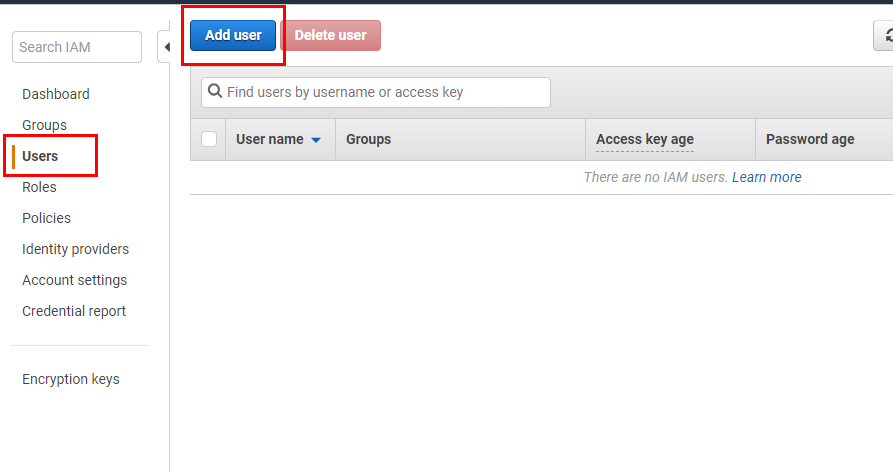 Search IAM
Dashboard
Groups
Users
Roles
Policies
Identity providers
Account settings
Credential report
Encryption keys
Add user Delete user
Find users by username or access key
User name Groups Access key age Password age
There are no IAM users. Learn more